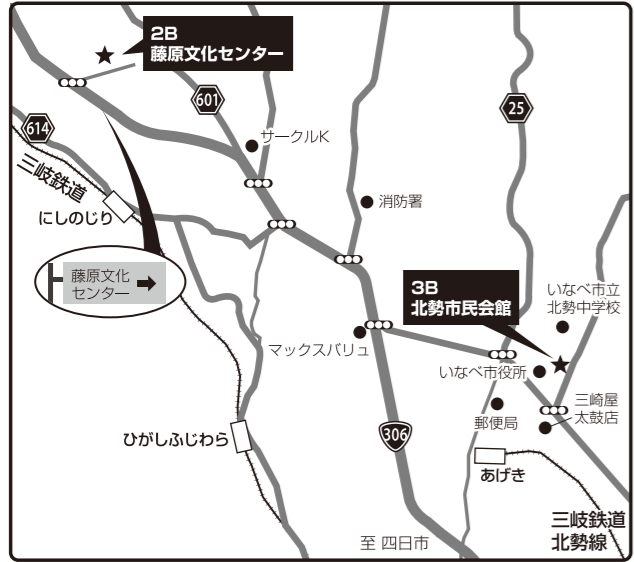 2B
藤原文化センター
601
25
614
サークルK
三岐鉄道
消防署
にしのじり
藤原文化
センター
3B
北勢市民会館
いなべ市立
北勢中学校
マックスバリュ
いなべ市役所
三崎屋
太鼓店
郵便局
306
ひがしふじわら
あげき
三岐鉄道
北勢線
至 四日市